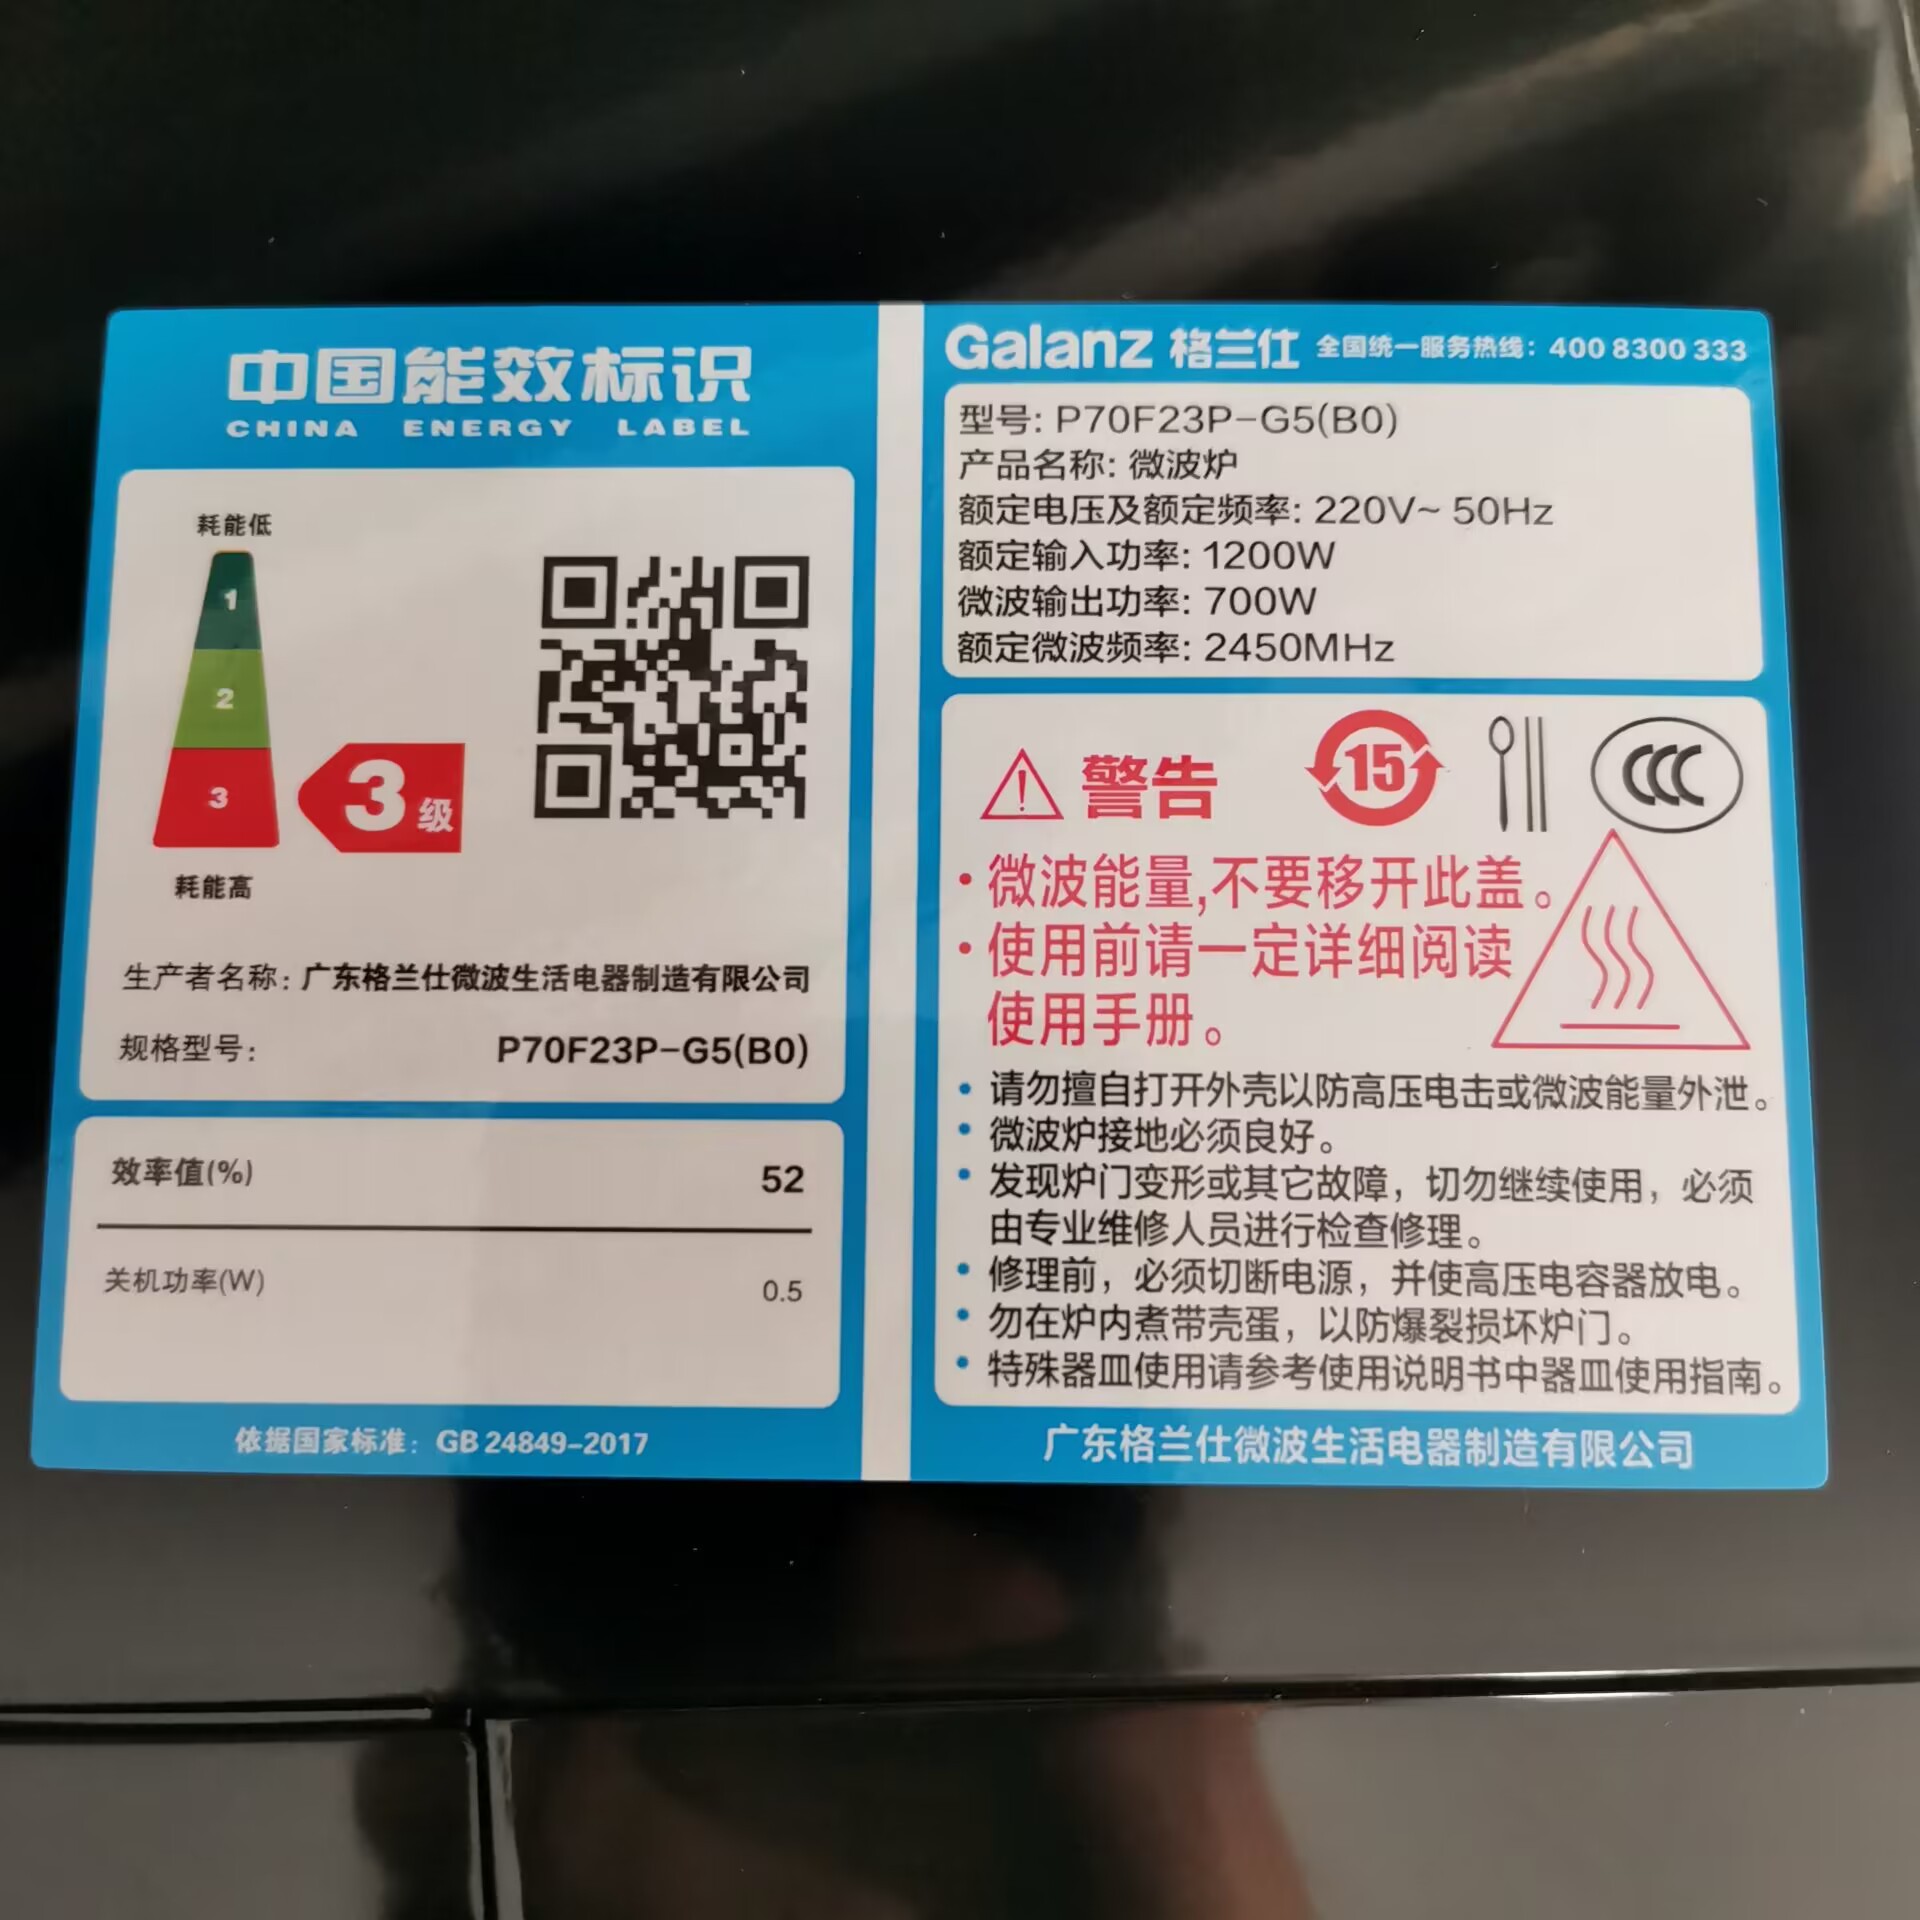 中国能效标识
CHINA ENERGY LABEL
耗能低
1
2
3
3级
耗能高
生产者名称: 广东格兰仕微波生活电器制造有限公司
规格型号: P70F23P-G5(B0)
效率值(%) 52
关机功率(W) 0.5
依据国家标准: GB 24849-2017
Galanz 格兰仕 全国统一服务热线: 400 8300 333
型号: P70F23P-G5(B0)
产品名称: 微波炉
额定电压及额定频率: 220V~ 50Hz
额定输入功率: 1200W
微波输出功率: 700W
额定微波频率: 2450MHz
警告
15
CCC
• 微波能量,不要移开此盖。
• 使用前请一定详细阅读
使用手册。
• 请勿擅自打开外壳以防高压电击或微波能量外泄。
• 微波炉接地必须良好。
• 发现炉门变形或其它故障，切勿继续使用，必须
由专业维修人员进行检查修理。
• 修理前，必须切断电源，并使高压电容器放电。
• 勿在炉内煮带壳蛋，以防爆裂损坏炉门。
• 特殊器皿使用请参考使用说明书中器皿使用指南。
广东格兰仕微波生活电器制造有限公司